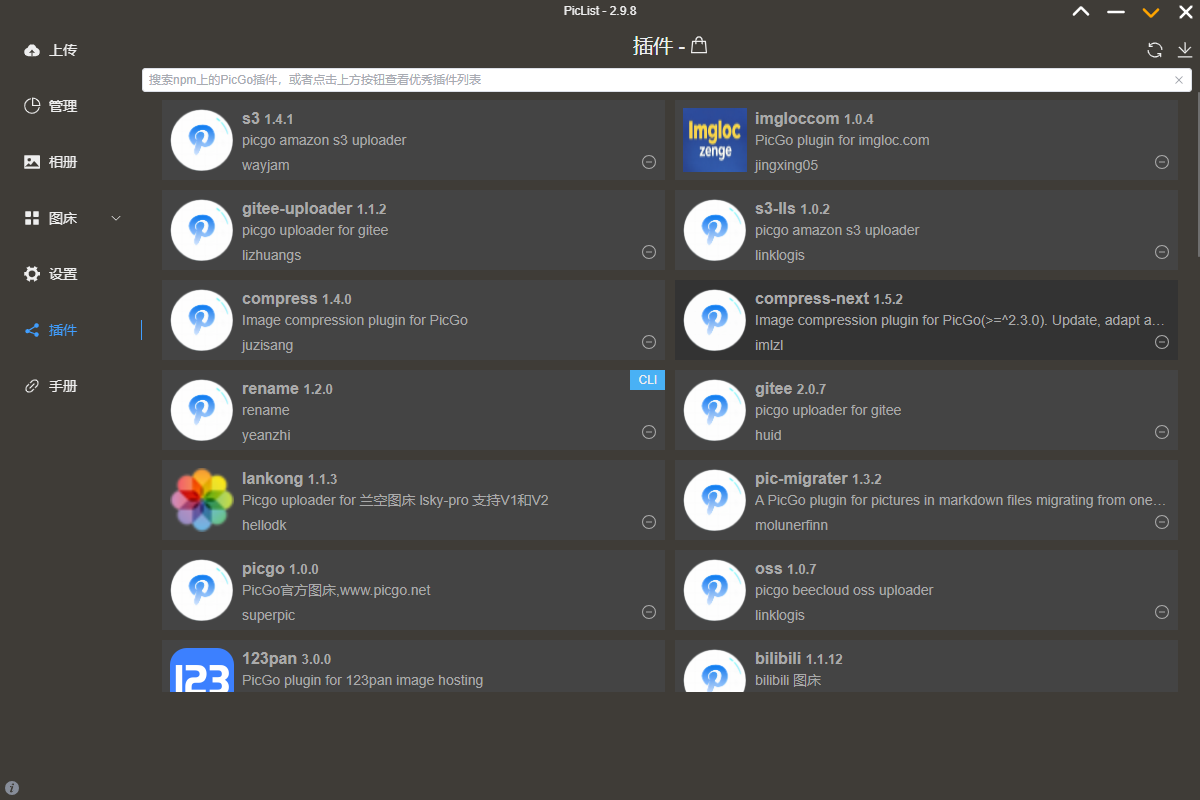 PicList - 2.9.8
上传
管理
相册
图床
设置
插件
手册
插件 -
搜索npm上的PicGo插件，或者点击上方按钮查看优秀插件列表
s3 1.4.1
picgo amazon s3 uploader
wayjam
Imgloc
zenge
imgloccom 1.0.4
PicGo plugin for imgloc.com
jingxing05
gitee-uploader 1.1.2
picgo uploader for gitee
lizhuangs
s3-lls 1.0.2
picgo amazon s3 uploader
linklogis
compress 1.4.0
Image compression plugin for PicGo
juzisang
compress-next 1.5.2
Image compression plugin for PicGo(>=^2.3.0). Update, adapt a…
imlzl
CLI
rename 1.2.0
rename
yeanzhi
gitee 2.0.7
picgo uploader for gitee
huid
lankong 1.1.3
Picgo uploader for 兰空图床 lsky-pro 支持V1和V2
hellodk
pic-migrater 1.3.2
A PicGo plugin for pictures in markdown files migrating from one…
molunerfinn
picgo 1.0.0
PicGo官方图床,www.picgo.net
superpic
oss 1.0.7
picgo beecloud oss uploader
linklogis
123
123pan 3.0.0
PicGo plugin for 123pan image hosting
bilibili 1.1.12
bilibili 图床